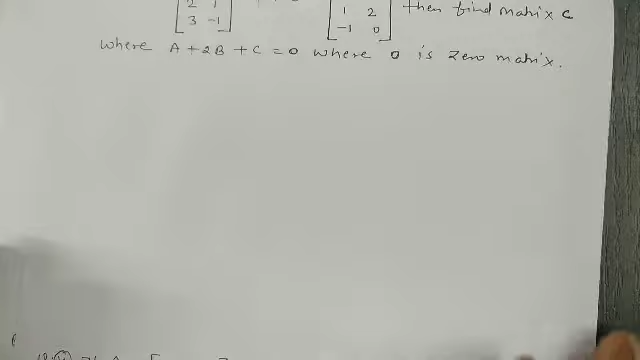 [2 1 [1 2 then find matrix C
3 -1] -1 0]
where A + 2B + C = 0 where 0 is zero matrix.